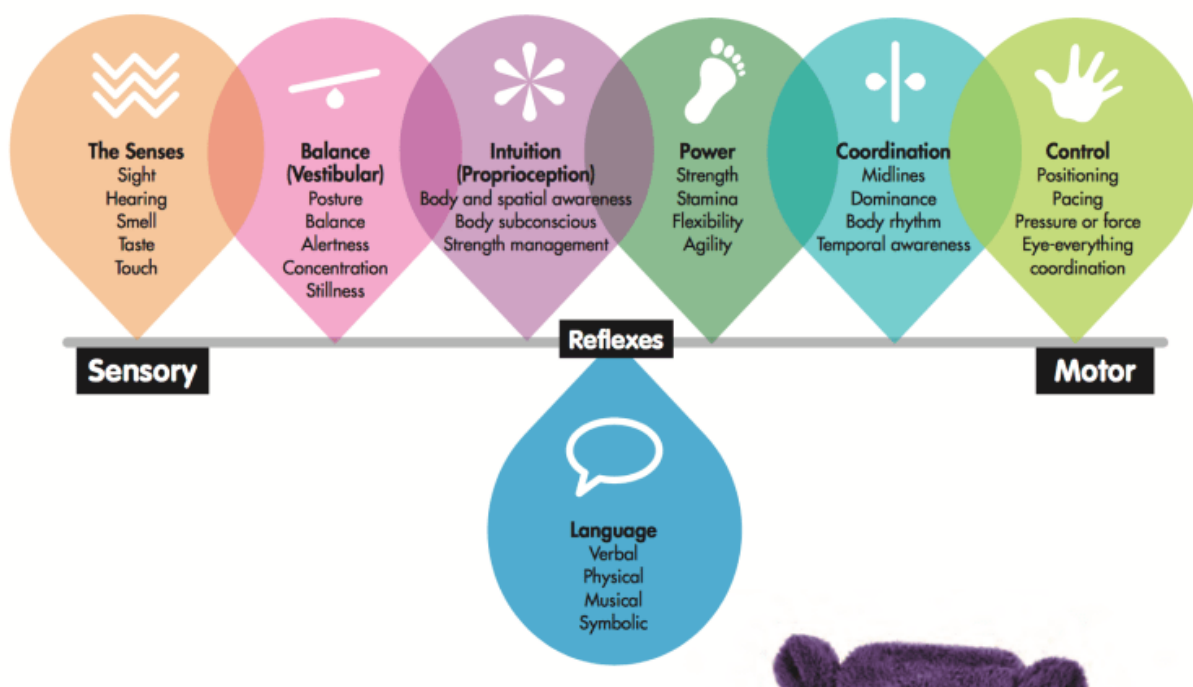 The Senses
Sight
Hearing
Smell
Taste
Touch
Balance
(Vestibular)
Posture
Balance
Alertness
Concentration
Stillness
Intuition
(Proprioception)
Body and spatial awareness
Body subconscious
Strength management
Power
Strength
Stamina
Flexibility
Agility
Coordination
Midlines
Dominance
Body rhythm
Temporal awareness
Control
Positioning
Pacing
Pressure or force
Eye-everything
coordination
Sensory
Reflexes
Motor
Language
Verbal
Physical
Musical
Symbolic